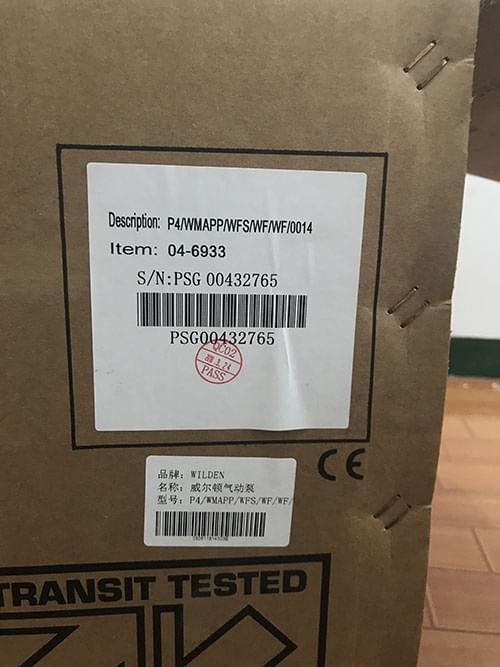 Description: P4/WMAPP/WFS/WF/WF/0014
Item: 04-6933
S/N:PSG 00432765
PSG00432765
QC02
PASS
品牌: WILDEN
名称: 威尔顿气动泵
型号: P4/WMAPP/WFS/WF/WF/
CE
TRANSIT TESTED